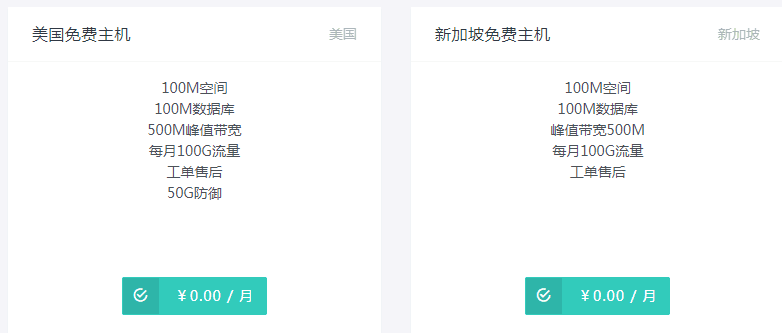 美国免费主机
美国
100M空间
100M数据库
500M峰值带宽
每月100G流量
工单售后
50G防御
￥0.00 / 月
新加坡免费主机
新加坡
100M空间
100M数据库
峰值带宽500M
每月100G流量
工单售后
￥0.00 / 月